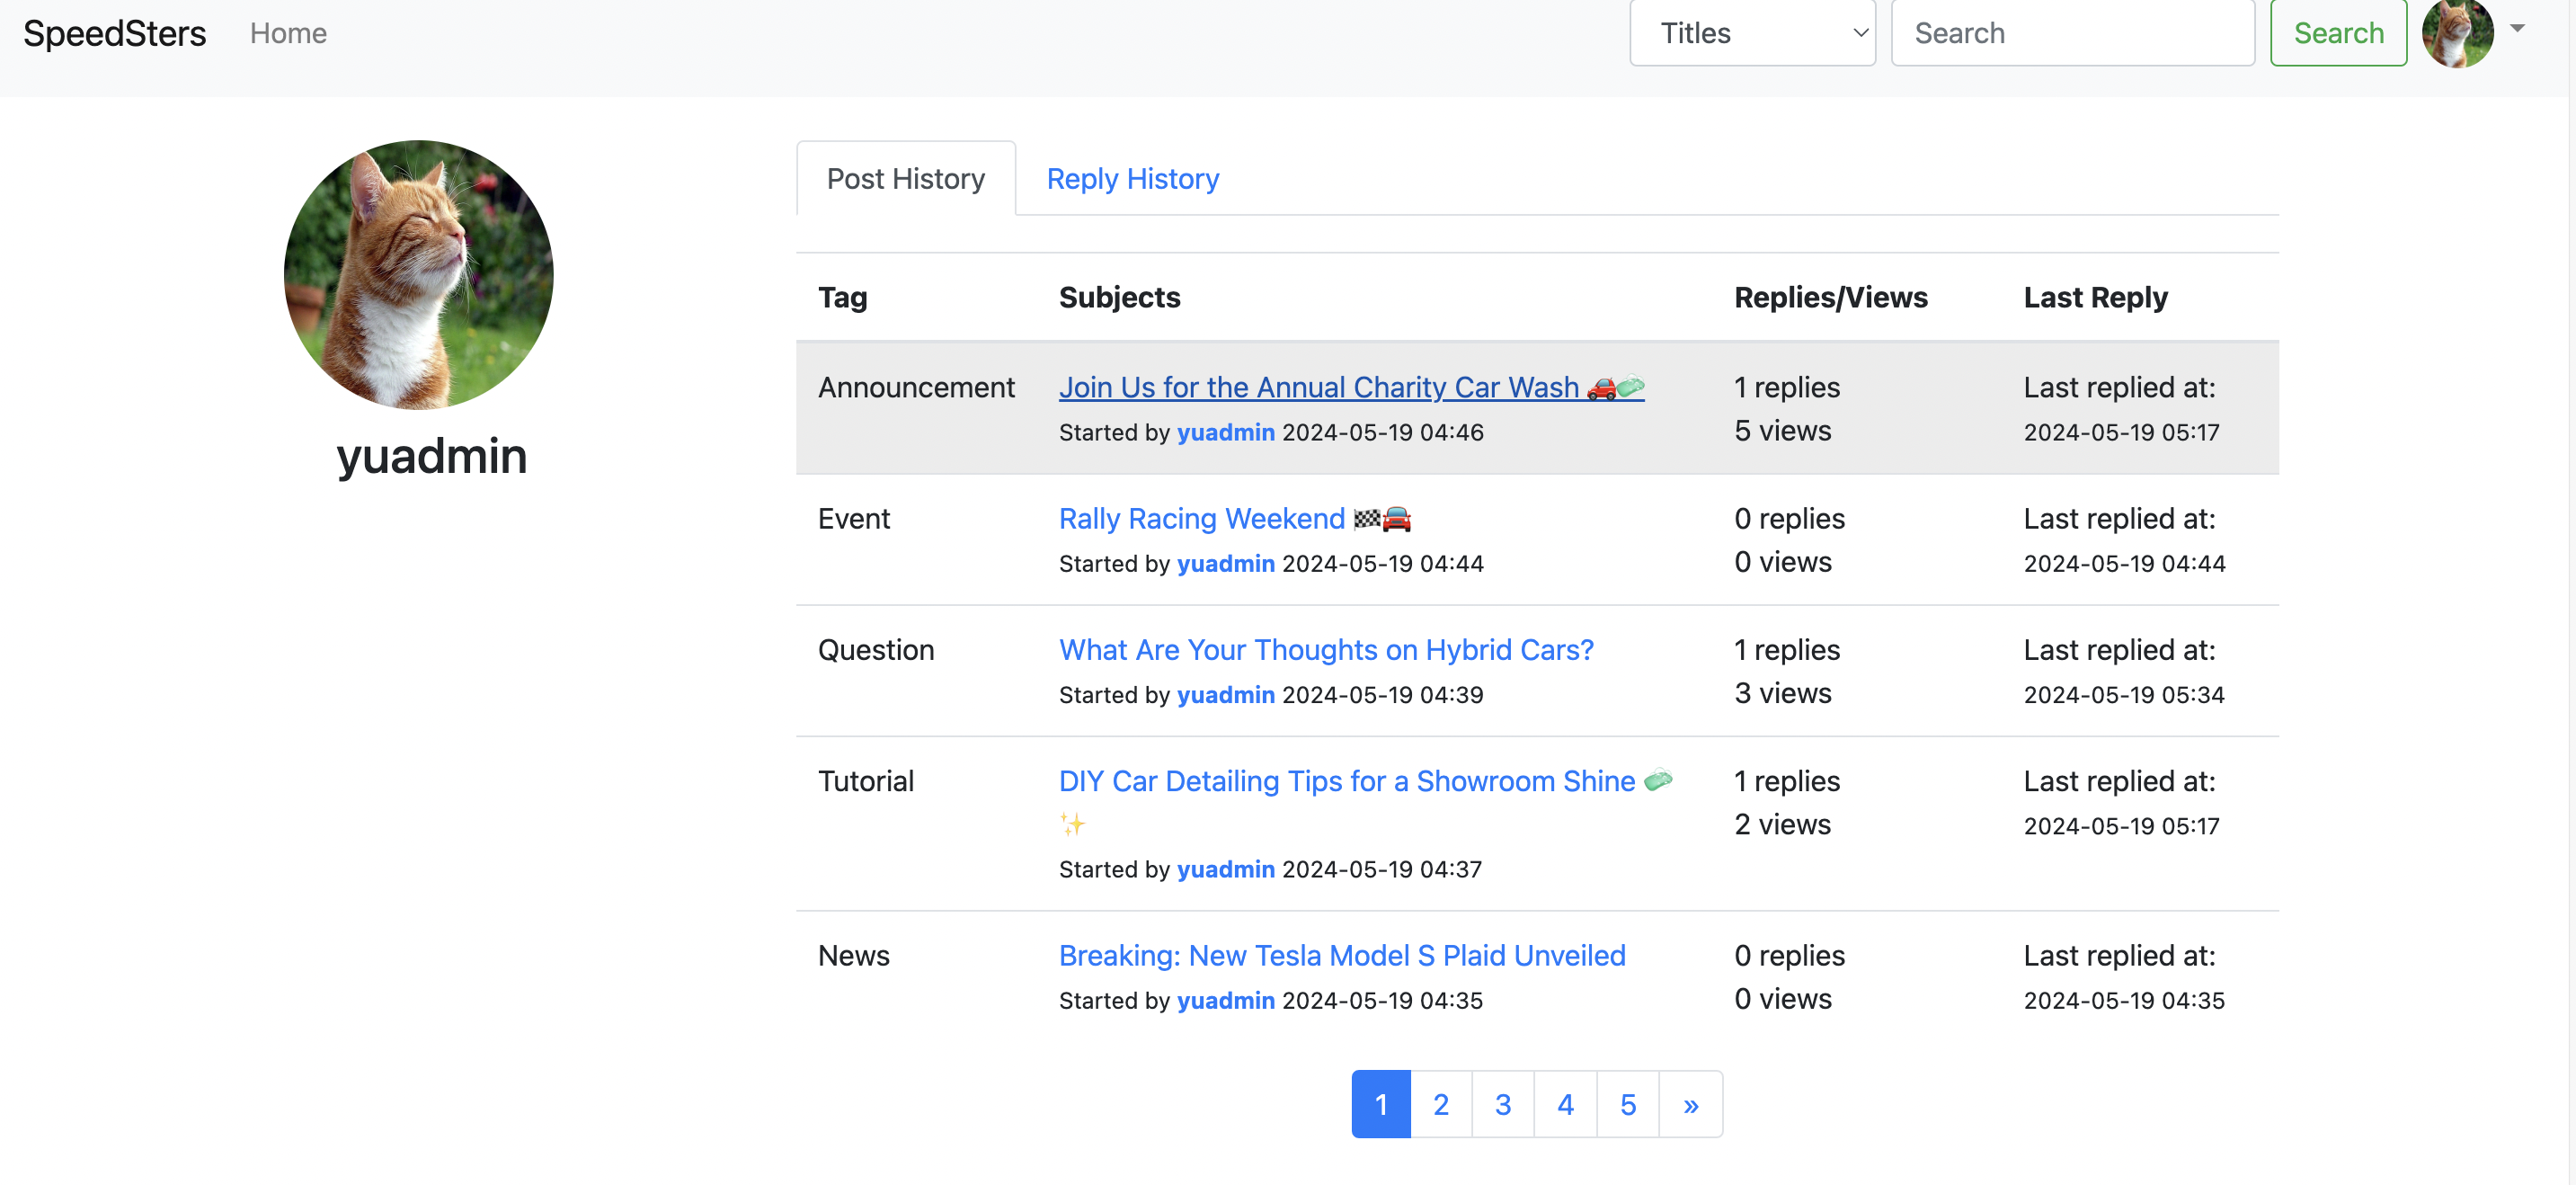 SpeedSters Home Titles Search Search
yuadmin
Post History Reply History
Tag Subjects Replies/Views Last Reply
Announcement Join Us for the Annual Charity Car Wash 🚗🧼 1 replies Last replied at:
Started by yuadmin 2024-05-19 04:46 5 views 2024-05-19 05:17
Event Rally Racing Weekend 🏁🚘 0 replies Last replied at:
Started by yuadmin 2024-05-19 04:44 0 views 2024-05-19 04:44
Question What Are Your Thoughts on Hybrid Cars? 1 replies Last replied at:
Started by yuadmin 2024-05-19 04:39 3 views 2024-05-19 05:34
Tutorial DIY Car Detailing Tips for a Showroom Shine 🧼 1 replies Last replied at:
✨ 2 views 2024-05-19 05:17
Started by yuadmin 2024-05-19 04:37
News Breaking: New Tesla Model S Plaid Unveiled 0 replies Last replied at:
Started by yuadmin 2024-05-19 04:35 0 views 2024-05-19 04:35
1 2 3 4 5 »